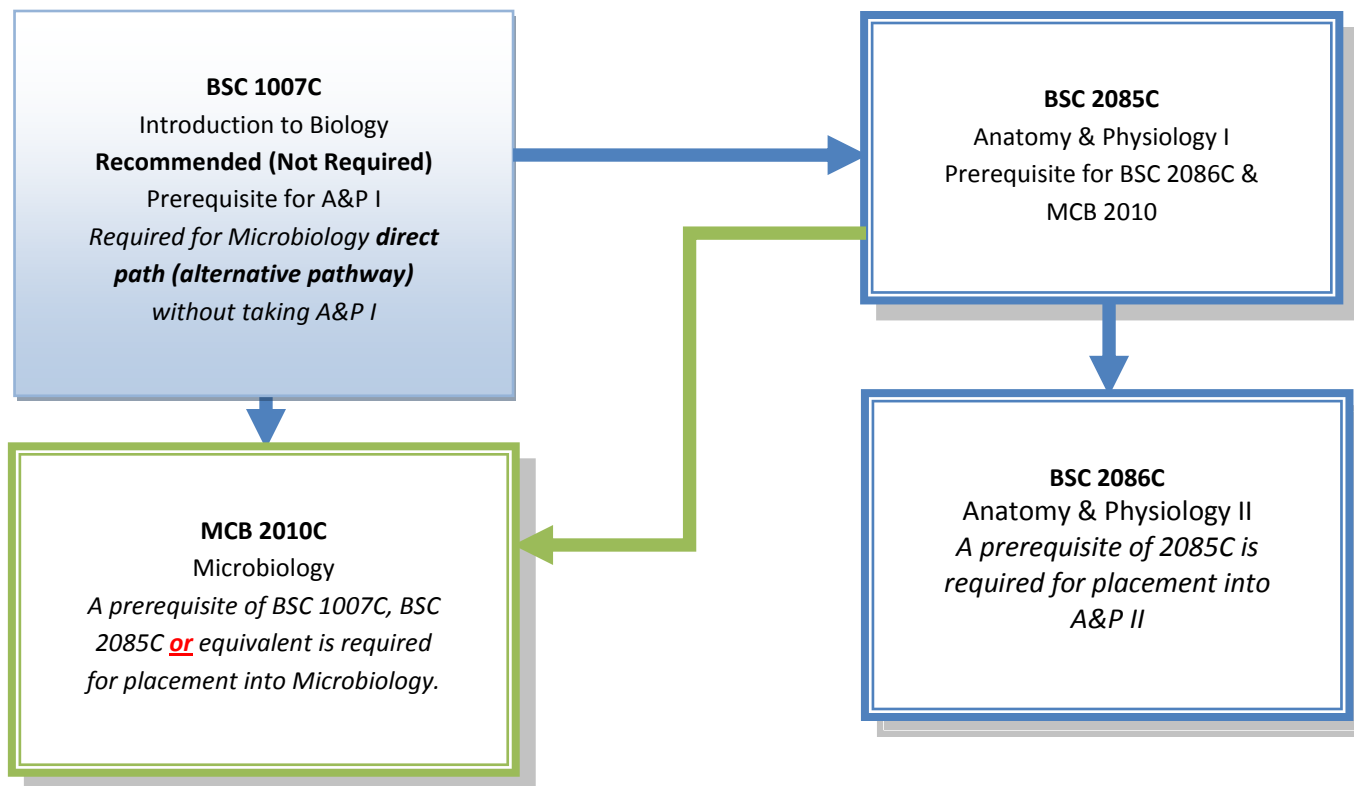 BSC 1007C
Introduction to Biology
Recommended (Not Required)
Prerequisite for A&P I
Required for Microbiology direct
path (alternative pathway)
without taking A&P I
BSC 2085C
Anatomy & Physiology I
Prerequisite for BSC 2086C &
MCB 2010
MCB 2010C
Microbiology
A prerequisite of BSC 1007C, BSC
2085C or equivalent is required
for placement into Microbiology.
BSC 2086C
Anatomy & Physiology II
A prerequisite of 2085C is
required for placement into
A&P II